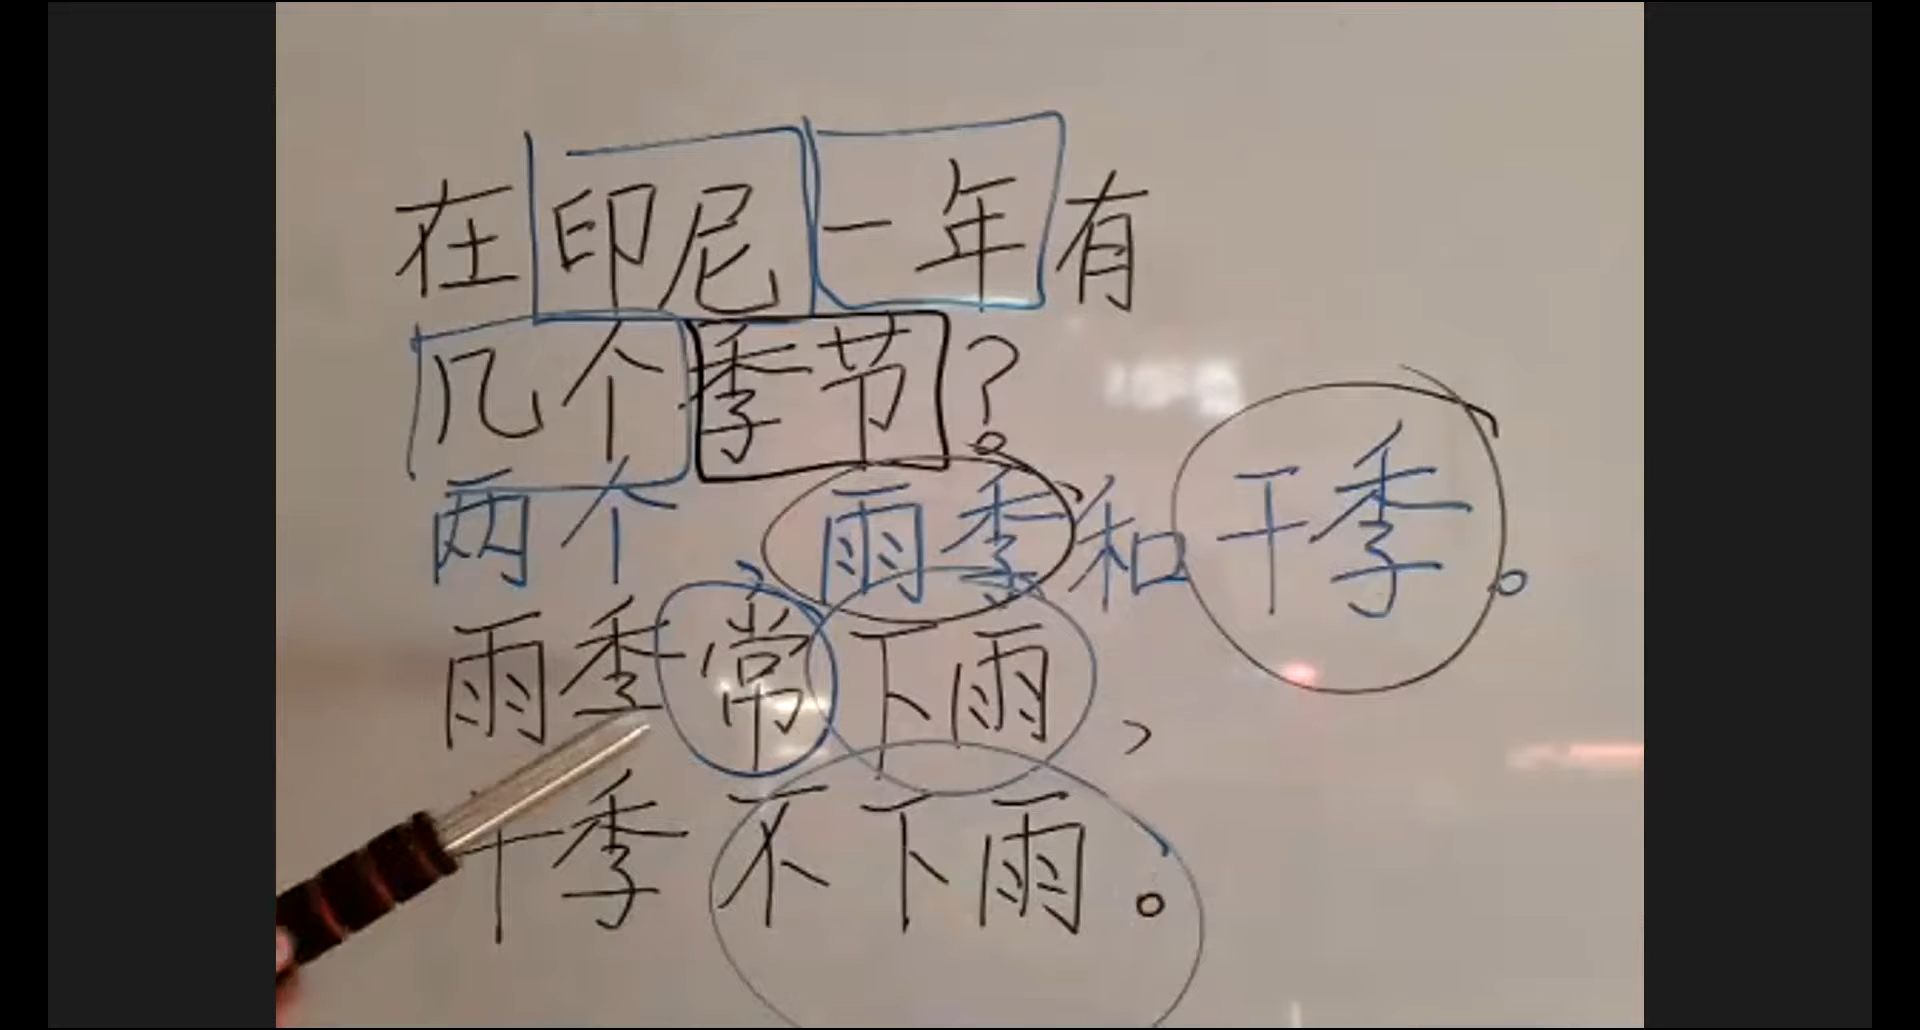 在印尼一年有
几个季节?
两个,雨季和干季。
雨季常下雨,
干季不下雨。